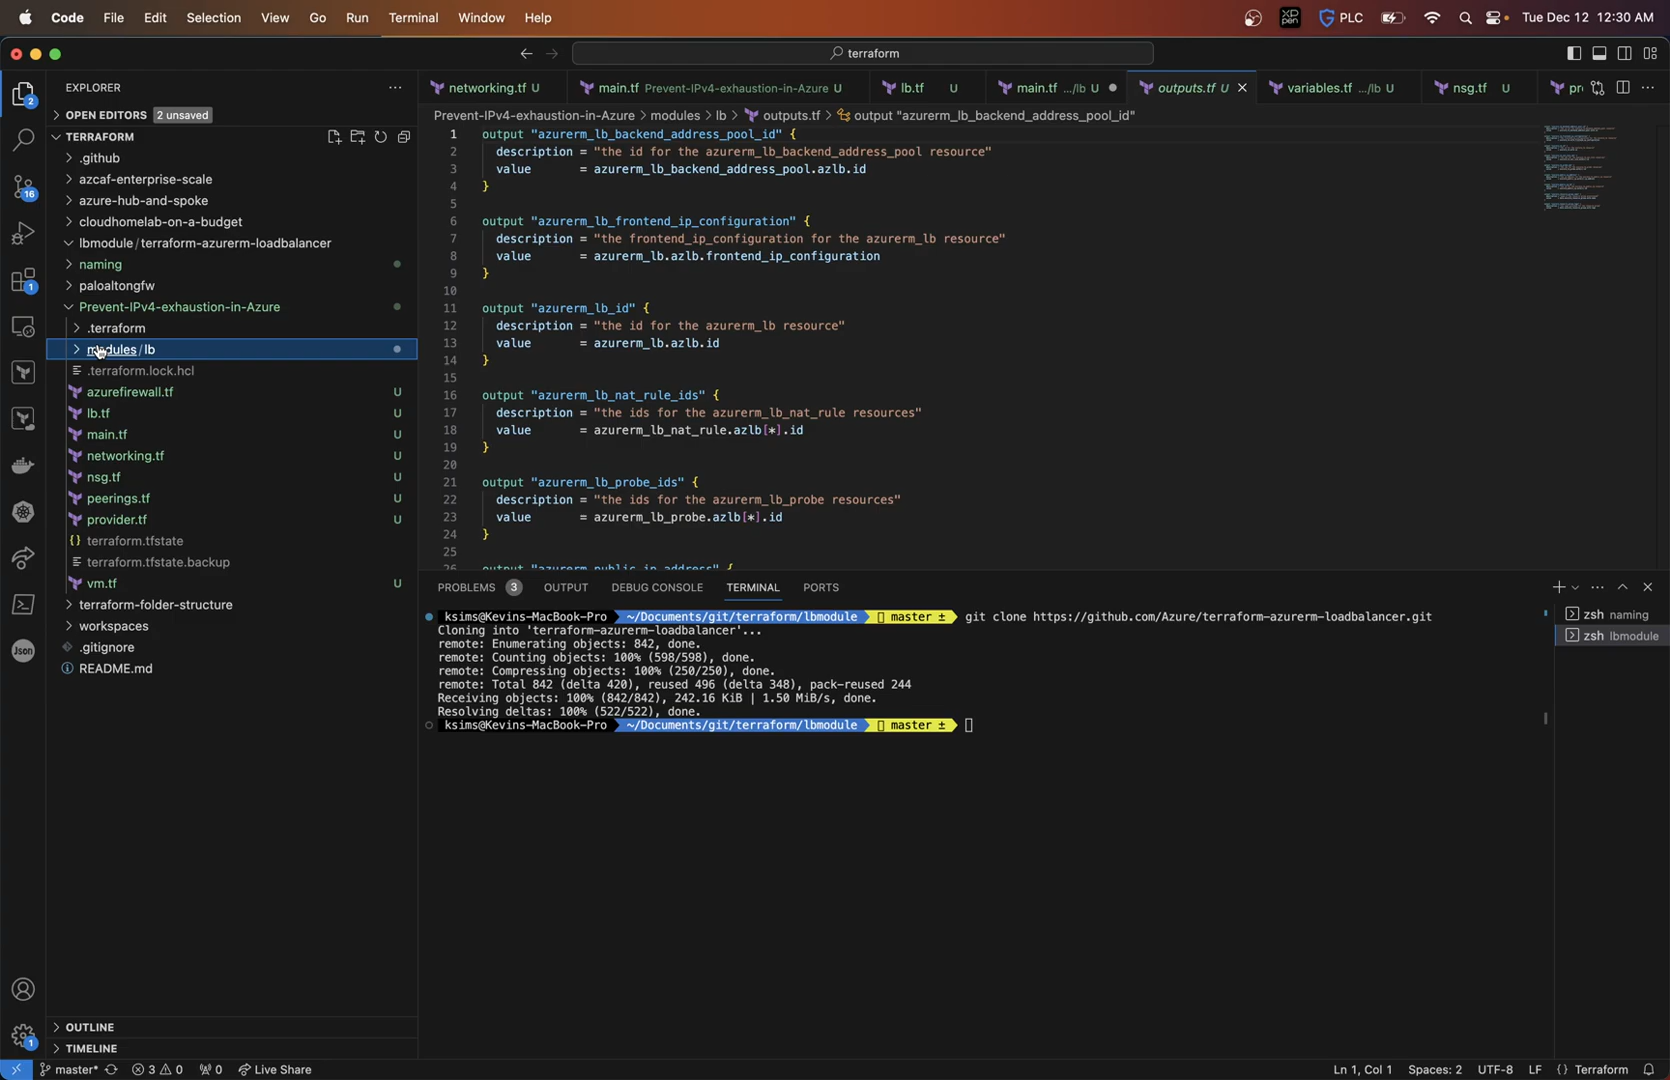 Code File Edit Selection View Go Run Terminal Window Help
XP PEN PLC Tue Dec 12 12:30 AM
terraform
EXPLORER
OPEN EDITORS 2 unsaved
TERRAFORM
.github
azcaf-enterprise-scale
azure-hub-and-spoke
cloudhomelab-on-a-budget
lbmodule / terraform-azurerm-loadbalancer
naming
paloaltongfw
Prevent-IPv4-exhaustion-in-Azure
.terraform
modules / lb
.terraform.lock.hcl
azurefirewall.tf U
lb.tf U
main.tf U
networking.tf U
nsg.tf U
peerings.tf U
provider.tf U
terraform.tfstate
terraform.tfstate.backup
vm.tf U
terraform-folder-structure
workspaces
.gitignore
README.md
OUTLINE
TIMELINE
2
16
1
Json
1
networking.tf U main.tf Prevent-IPv4-exhaustion-in-Azure U lb.tf U main.tf .../lb U outputs.tf U variables.tf .../lb U nsg.tf U pr
Prevent-IPv4-exhaustion-in-Azure > modules > lb > outputs.tf > output "azurerm_lb_backend_address_pool_id"
1 output "azurerm_lb_backend_address_pool_id" {
2 description = "the id for the azurerm_lb_backend_address_pool resource"
3 value = azurerm_lb_backend_address_pool.azlb.id
4 }
5
6 output "azurerm_lb_frontend_ip_configuration" {
7 description = "the frontend_ip_configuration for the azurerm_lb resource"
8 value = azurerm_lb.azlb.frontend_ip_configuration
9 }
10
11 output "azurerm_lb_id" {
12 description = "the id for the azurerm_lb resource"
13 value = azurerm_lb.azlb.id
14 }
15
16 output "azurerm_lb_nat_rule_ids" {
17 description = "the ids for the azurerm_lb_nat_rule resources"
18 value = azurerm_lb_nat_rule.azlb[*].id
19 }
20
21 output "azurerm_lb_probe_ids" {
22 description = "the ids for the azurerm_lb_probe resources"
23 value = azurerm_lb_probe.azlb[*].id
24 }
25
26 output "azurerm_public_ip_address" {
PROBLEMS 3 OUTPUT DEBUG CONSOLE TERMINAL PORTS
ksims@Kevins-MacBook-Pro ~/Documents/git/terraform/lbmodule master ± git clone https://github.com/Azure/terraform-azurerm-loadbalancer.git
Cloning into 'terraform-azurerm-loadbalancer'...
remote: Enumerating objects: 842, done.
remote: Counting objects: 100% (598/598), done.
remote: Compressing objects: 100% (250/250), done.
remote: Total 842 (delta 420), reused 496 (delta 348), pack-reused 244
Receiving objects: 100% (842/842), 242.16 KiB | 1.50 MiB/s, done.
Resolving deltas: 100% (522/522), done.
ksims@Kevins-MacBook-Pro ~/Documents/git/terraform/lbmodule master ±
zsh naming
zsh lbmodule
master* 3 0 0 Live Share Ln 1, Col 1 Spaces: 2 UTF-8 LF {} Terraform